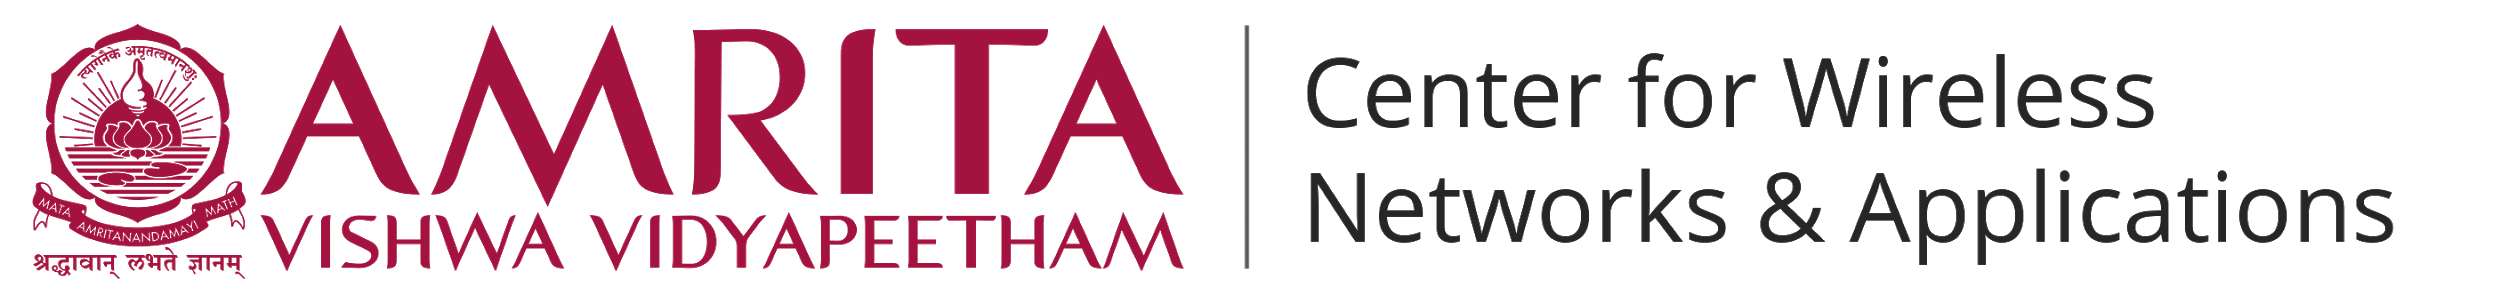 त्यागेनैके अमृतत्वमानशुः
MATA AMRITANANDAMAYI MATH
श्रद्धावान् लभते ज्ञानम्
AMRITA
VISHWA VIDYAPEETHAM
Center for Wireless
Networks & Applications